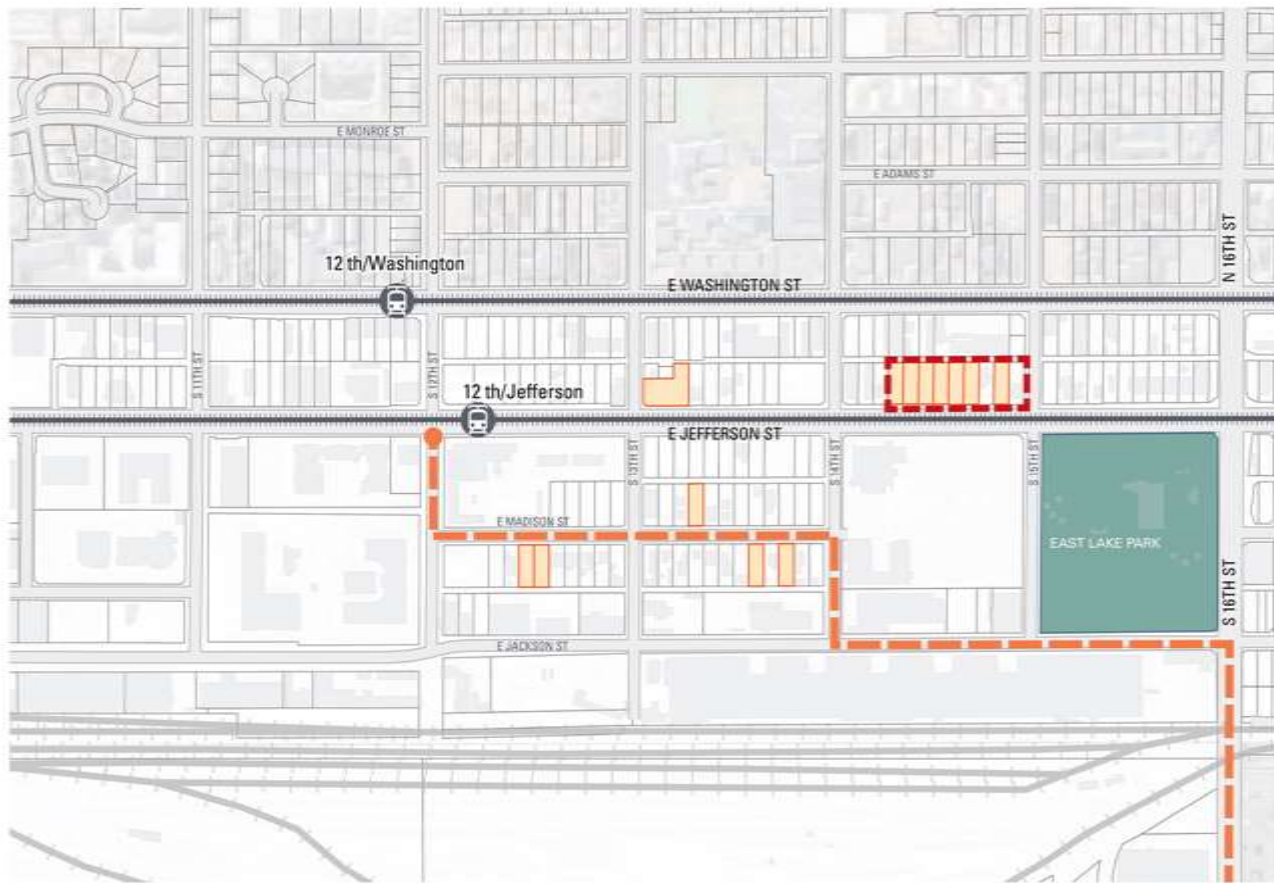 E MONROE ST
E ADAMS ST
N 16TH ST
12 th/Washington
E WASHINGTON ST
S 11TH ST
S 12TH ST
12 th/Jefferson
E JEFFERSON ST
S 13TH ST
S 14TH ST
S 15TH ST
E MADISON ST
EAST LAKE PARK
S 16TH ST
E JACKSON ST